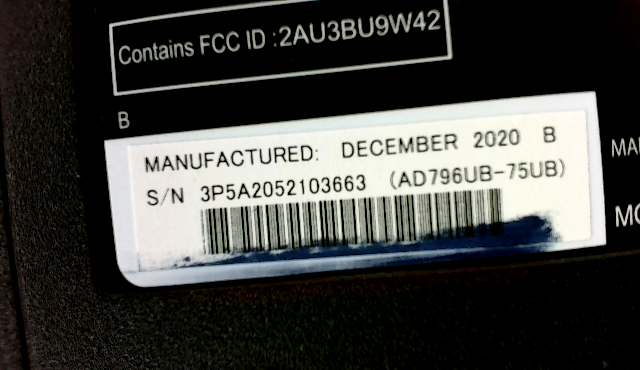 Contains FCC ID :2AU3BU9W42
B
MANUFACTURED: DECEMBER 2020 B
S/N 3P5A2052103663 (AD796UB-75UB)